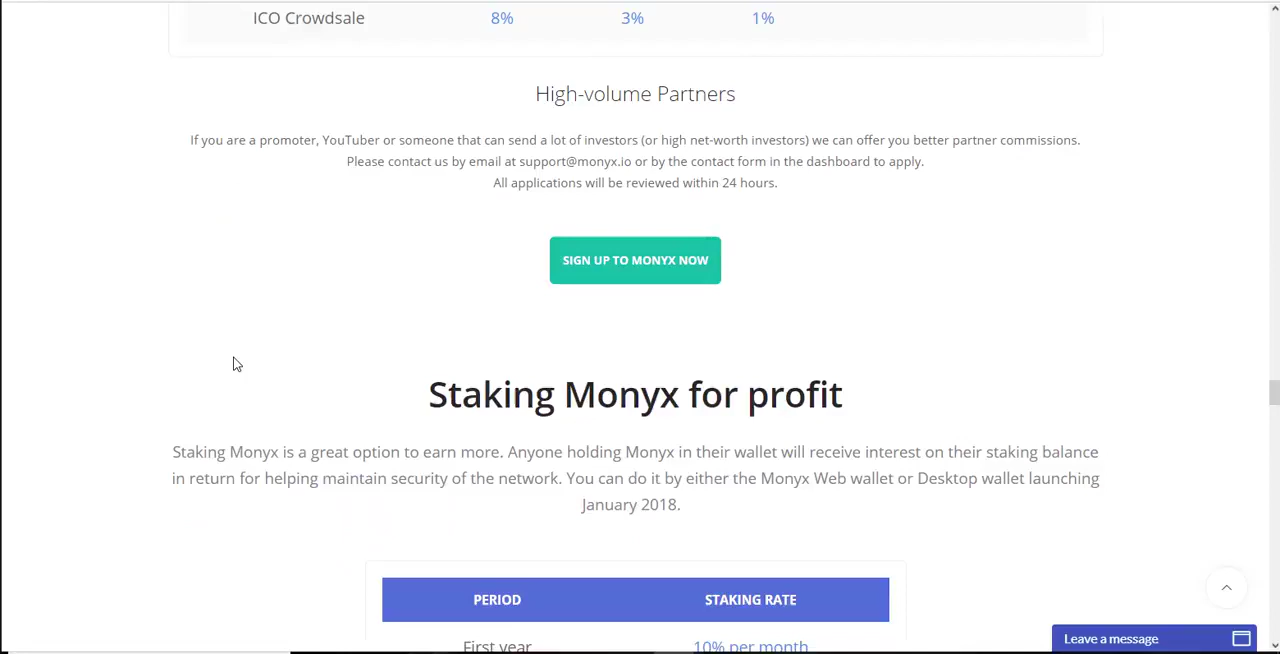 ICO Crowdsale 8% 3% 1%
High-volume Partners
If you are a promoter, YouTuber or someone that can send a lot of investors (or high net-worth investors) we can offer you better partner commissions.
Please contact us by email at support@monyx.io or by the contact form in the dashboard to apply.
All applications will be reviewed within 24 hours.
SIGN UP TO MONYX NOW
Staking Monyx for profit
Staking Monyx is a great option to earn more. Anyone holding Monyx in their wallet will receive interest on their staking balance
in return for helping maintain security of the network. You can do it by either the Monyx Web wallet or Desktop wallet launching
January 2018.
PERIOD STAKING RATE
First year 10% per month
Leave a message